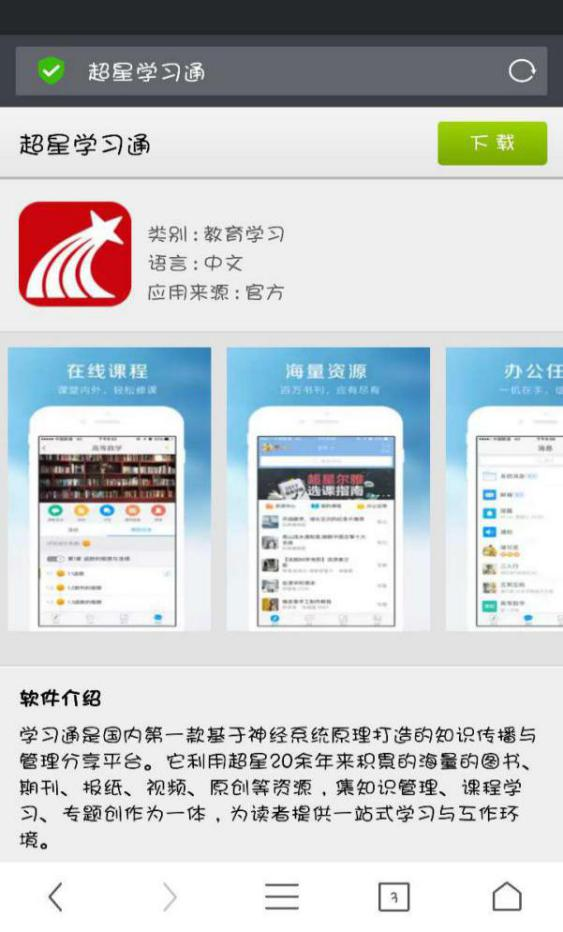 超星学习通
超星学习通
下载
类别:教育学习
语言:中文
应用来源:官方
在线课程
课堂内外，轻松修课
海量资源
百万书刊，应有尽有
办公任
一机在手，
高等数学
超星尔雅
选课指南
消息
软件介绍
学习通是国内第一款基于神经系统原理打造的知识传播与
管理分享平台。它利用超星20余年来积累的海量的图书、
期刊、报纸、视频、原创等资源，集知识管理、课程学
习、专题创作为一体，为读者提供一站式学习与互作环
境。
3